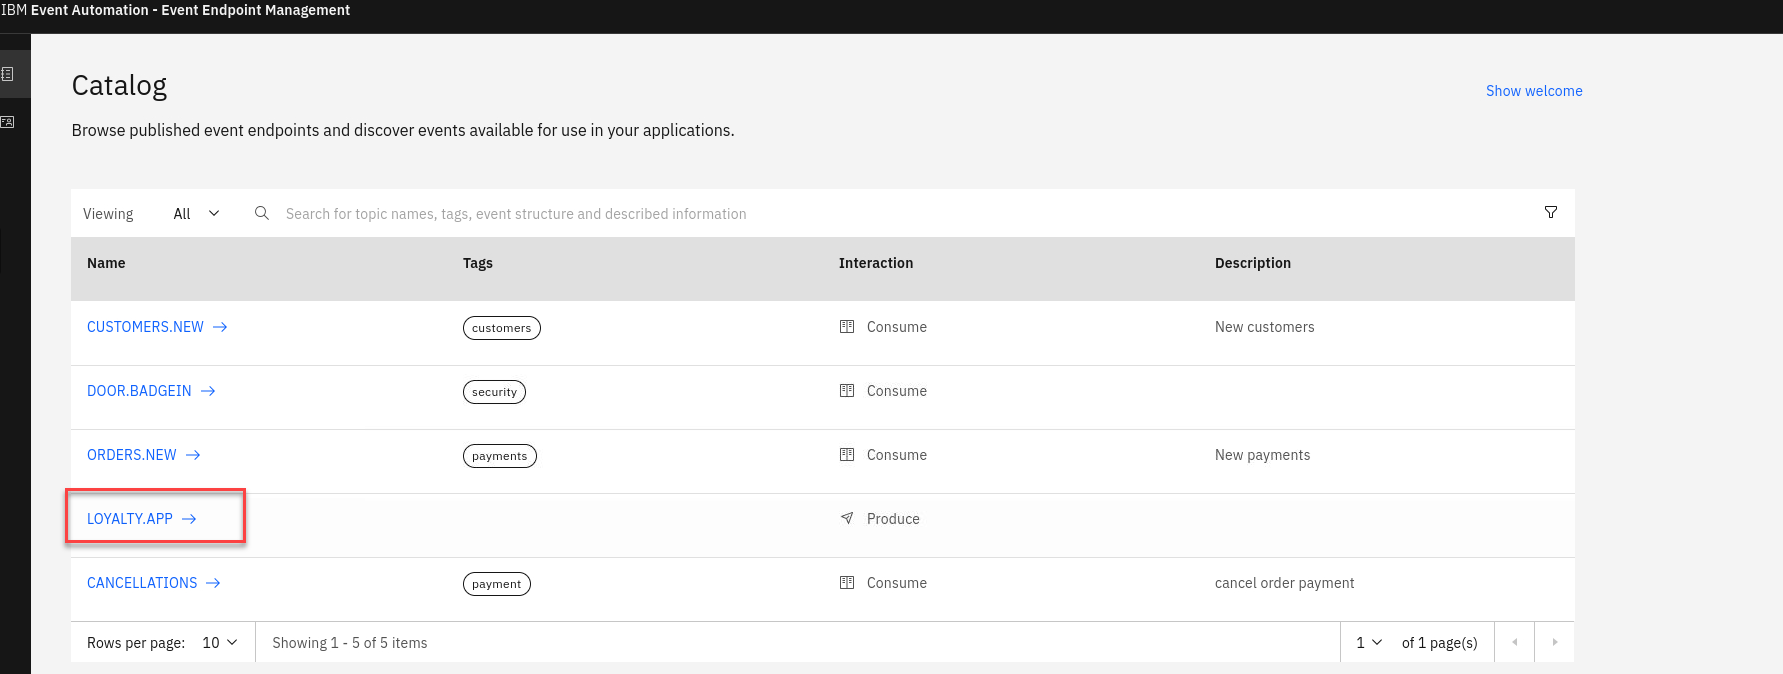 IBM Event Automation - Event Endpoint Management
Catalog
Show welcome
Browse published event endpoints and discover events available for use in your applications.
Viewing All Search for topic names, tags, event structure and described information
Name Tags Interaction Description
CUSTOMERS.NEW → customers Consume New customers
DOOR.BADGEIN → security Consume
ORDERS.NEW → payments Consume New payments
LOYALTY.APP → Produce
CANCELLATIONS → payment Consume cancel order payment
Rows per page: 10 Showing 1 - 5 of 5 items 1 of 1 page(s)